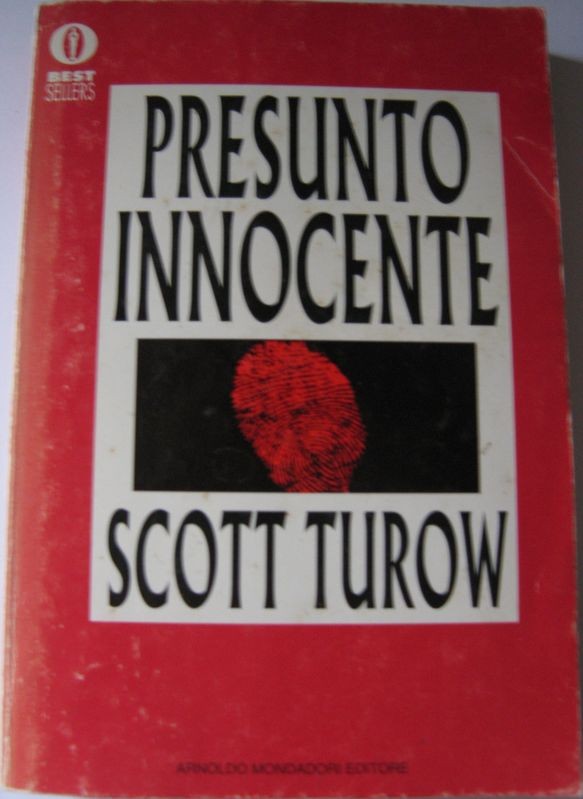 BEST
SELLERS
PRESUNTO
INNOCENTE
SCOTT TUROW
ARNOLDO MONDADORI EDITORE